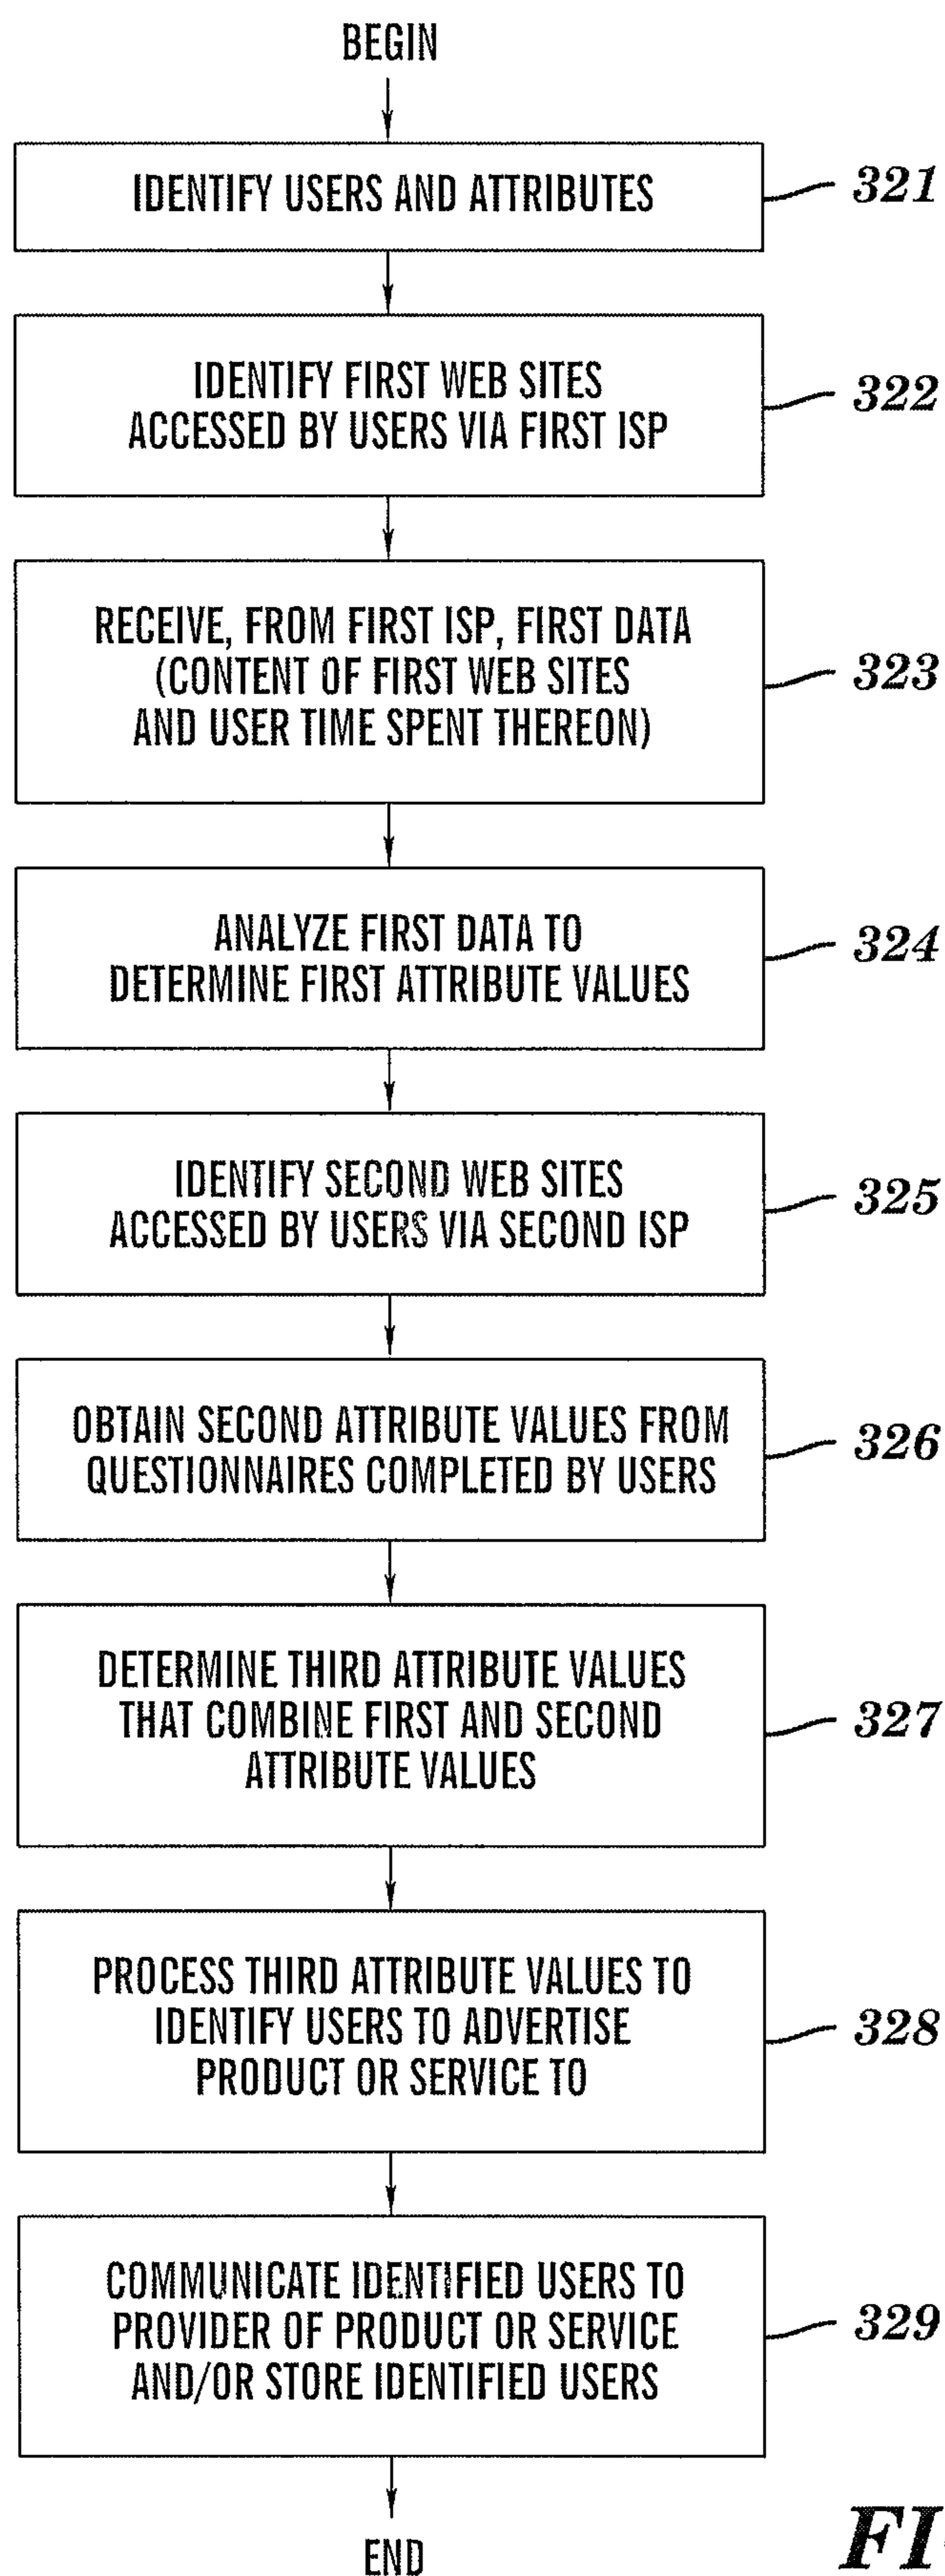 BEGIN
IDENTIFY USERS AND ATTRIBUTES
321
IDENTIFY FIRST WEB SITES
ACCESSED BY USERS VIA FIRST ISP
322
RECEIVE, FROM FIRST ISP, FIRST DATA
(CONTENT OF FIRST WEB SITES
AND USER TIME SPENT THEREON)
323
ANALYZE FIRST DATA TO
DETERMINE FIRST ATTRIBUTE VALUES
324
IDENTIFY SECOND WEB SITES
ACCESSED BY USERS VIA SECOND ISP
325
OBTAIN SECOND ATTRIBUTE VALUES FROM
QUESTIONNAIRES COMPLETED BY USERS
326
DETERMINE THIRD ATTRIBUTE VALUES
THAT COMBINE FIRST AND SECOND
ATTRIBUTE VALUES
327
PROCESS THIRD ATTRIBUTE VALUES TO
IDENTIFY USERS TO ADVERTISE
PRODUCT OR SERVICE TO
328
COMMUNICATE IDENTIFIED USERS TO
PROVIDER OF PRODUCT OR SERVICE
AND/OR STORE IDENTIFIED USERS
329
END